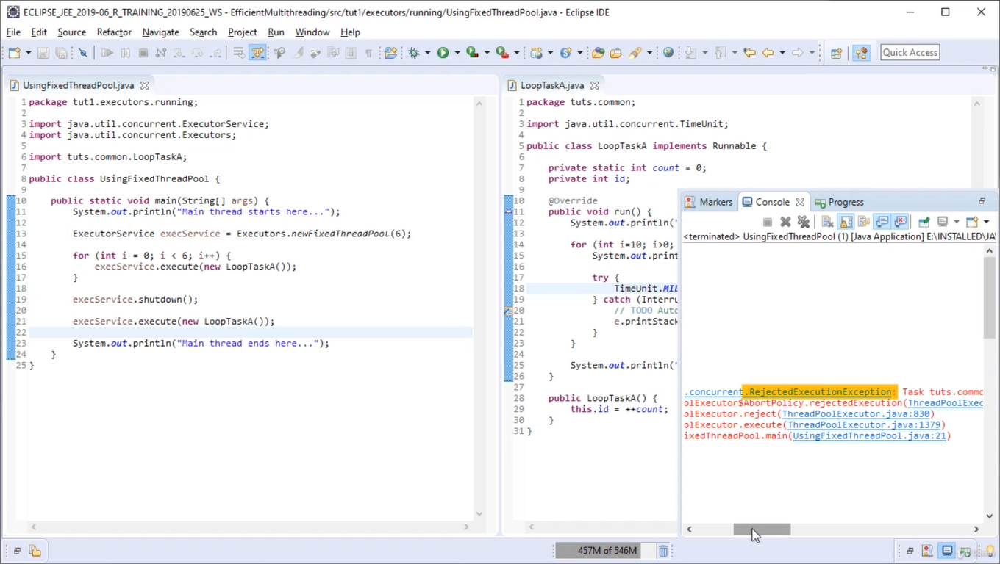 ECLIPSE_JEE_2019-06_R_TRAINING_20190625_WS - EfficientMultithreading/src/tut1/executors/running/UsingFixedThreadPool.java - Eclipse IDE
File Edit Source Refactor Navigate Search Project Run Window Help
Quick Access
UsingFixedThreadPool.java
1 package tut1.executors.running;
2
3 import java.util.concurrent.ExecutorService;
4 import java.util.concurrent.Executors;
5
6 import tuts.common.LoopTaskA;
7
8 public class UsingFixedThreadPool {
9
10 public static void main(String[] args) {
11 System.out.println("Main thread starts here...");
12
13 ExecutorService execService = Executors.newFixedThreadPool(6);
14
15 for (int i = 0; i < 6; i++) {
16 execService.execute(new LoopTaskA());
17 }
18
19 execService.shutdown();
20
21 execService.execute(new LoopTaskA());
22
23 System.out.println("Main thread ends here...");
24 }
25 }
LoopTaskA.java
1 package tuts.common;
2
3 import java.util.concurrent.TimeUnit;
4
5 public class LoopTaskA implements Runnable {
6
7 private static int count = 0;
8 private int id;
9
10 @Override
11 public void run() {
12 System.out.println("
13
14 for (int i=10; i>0;
15 System.out.print
16
17 try {
18 TimeUnit.MIL
19 } catch (Interru
20 // TODO Auto
21 e.printStack
22 }
23 }
24
25 System.out.println("
26 }
27
28 public LoopTaskA() {
29 this.id = ++count;
30 }
31 }
Markers Console Progress
<terminated> UsingFixedThreadPool (1) [Java Application] E:\INSTALLED\JA
.concurrent.RejectedExecutionException: Task tuts.commo
olExecutor$AbortPolicy.rejectedExecution(ThreadPoolExec
olExecutor.reject(ThreadPoolExecutor.java:830)
olExecutor.execute(ThreadPoolExecutor.java:1379)
ixedThreadPool.main(UsingFixedThreadPool.java:21)
457M of 546M